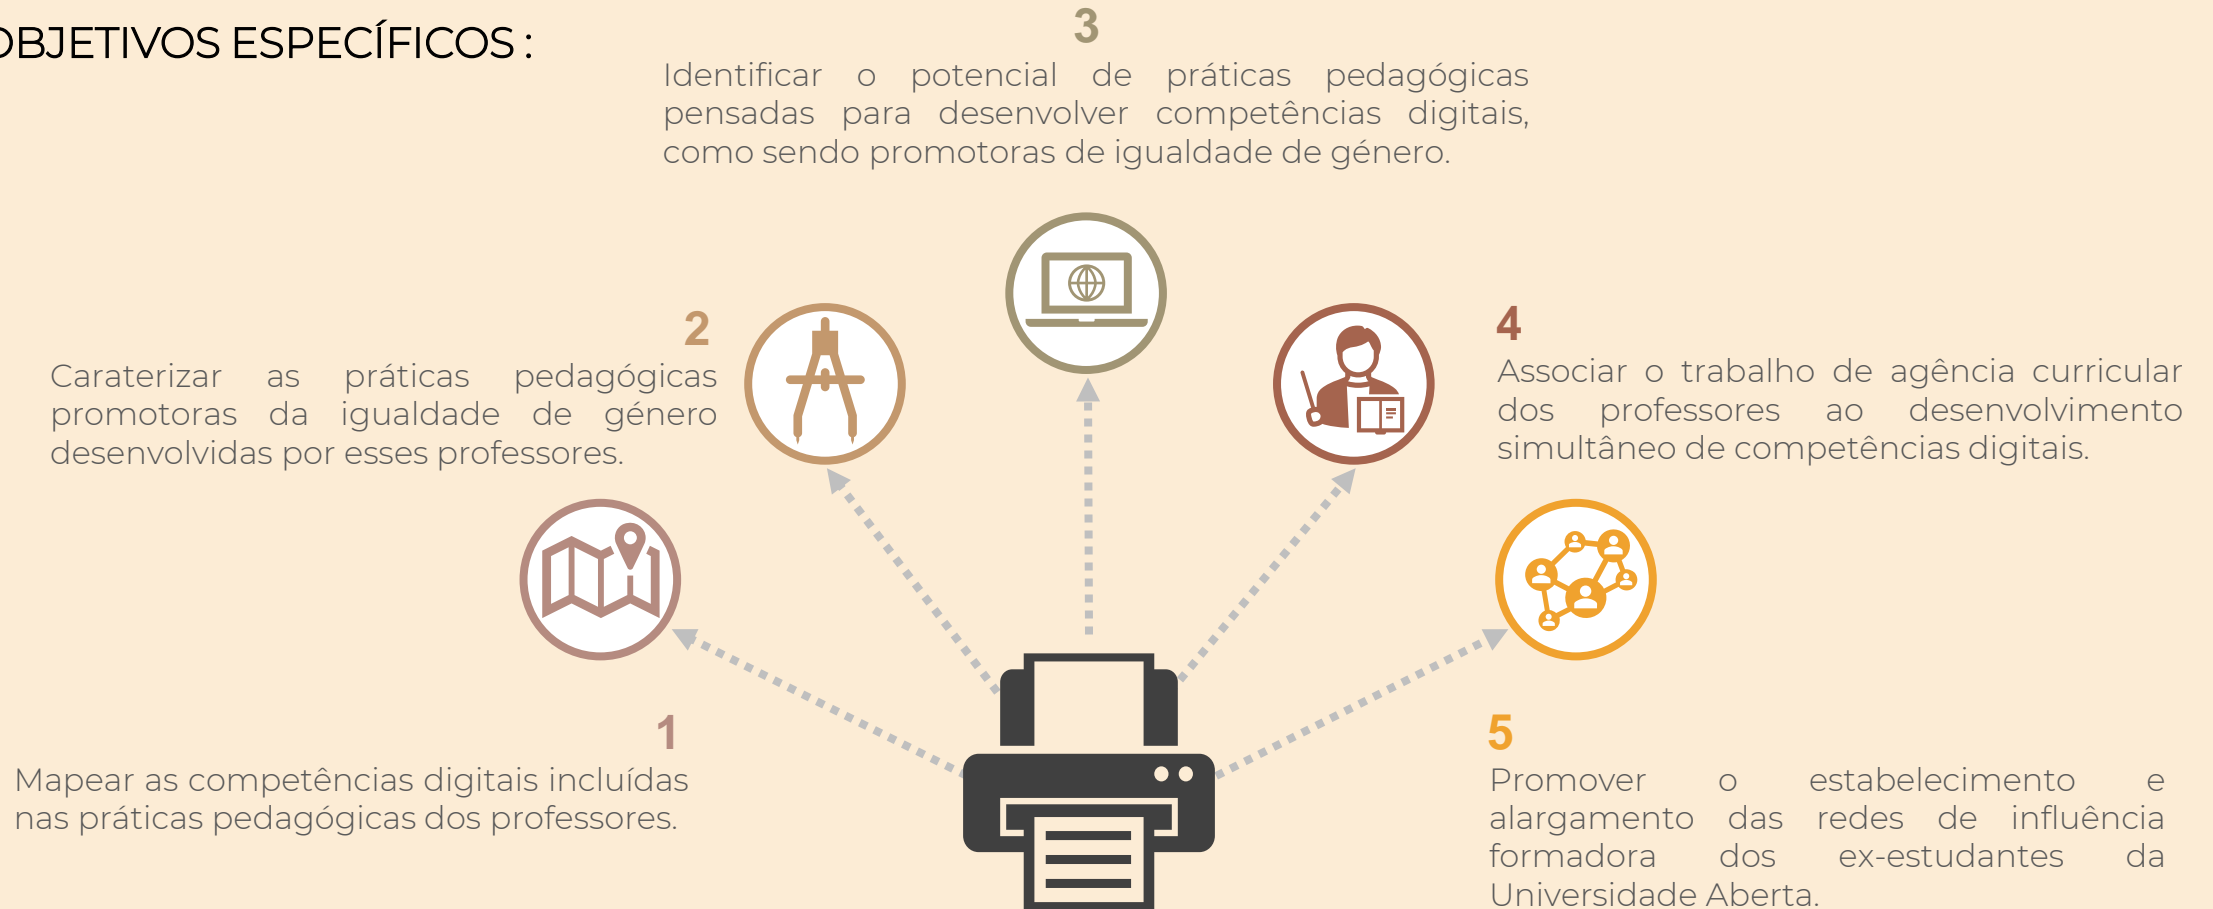 OBJETIVOS ESPECÍFICOS :
1
Mapear as competências digitais incluídas
nas práticas pedagógicas dos professores.
2
Caraterizar as práticas pedagógicas
promotoras da igualdade de género
desenvolvidas por esses professores.
3
Identificar o potencial de práticas pedagógicas
pensadas para desenvolver competências digitais,
como sendo promotoras de igualdade de género.
4
Associar o trabalho de agência curricular
dos professores ao desenvolvimento
simultâneo de competências digitais.
5
Promover o estabelecimento e
alargamento das redes de influência
formadora dos ex-estudantes da
Universidade Aberta.